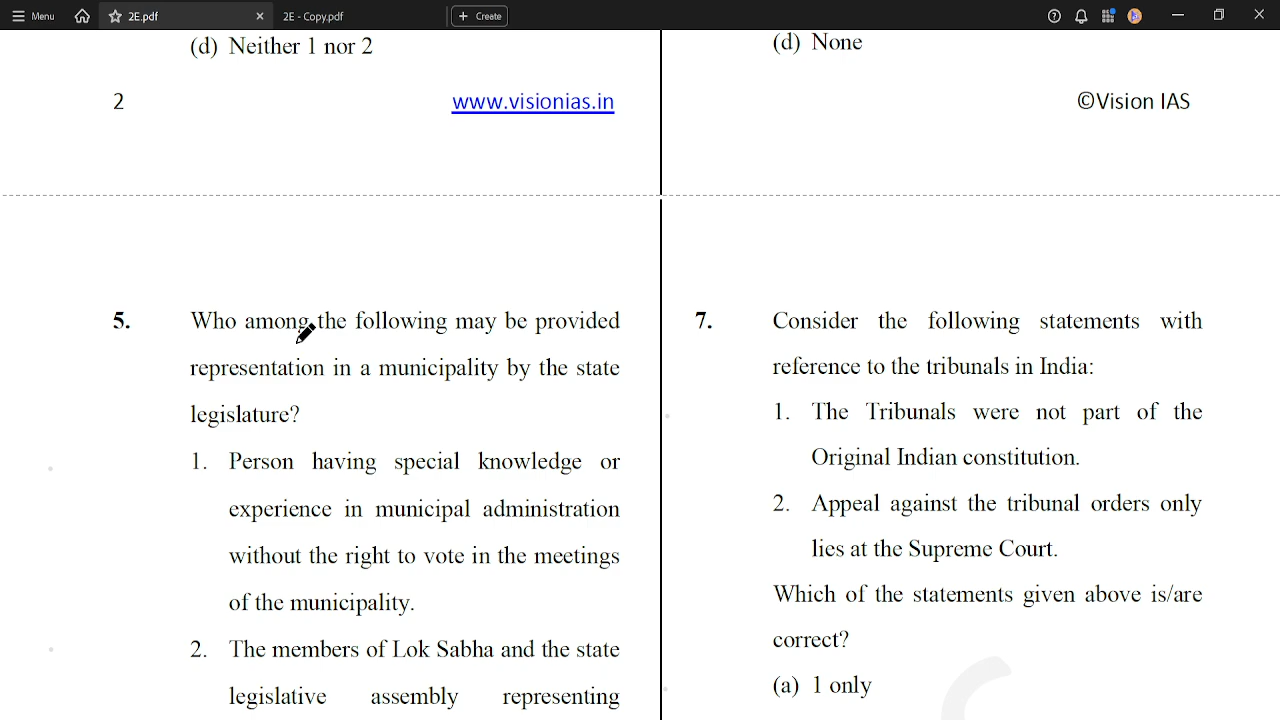 Menu
2E.pdf
2E - Copy.pdf
+ Create
(d) Neither 1 nor 2
2
www.visionias.in
(d) None
©Vision IAS
5. Who among the following may be provided
representation in a municipality by the state
legislature?
1. Person having special knowledge or
experience in municipal administration
without the right to vote in the meetings
of the municipality.
2. The members of Lok Sabha and the state
legislative assembly representing
7. Consider the following statements with
reference to the tribunals in India:
1. The Tribunals were not part of the
Original Indian constitution.
2. Appeal against the tribunal orders only
lies at the Supreme Court.
Which of the statements given above is/are
correct?
(a) 1 only